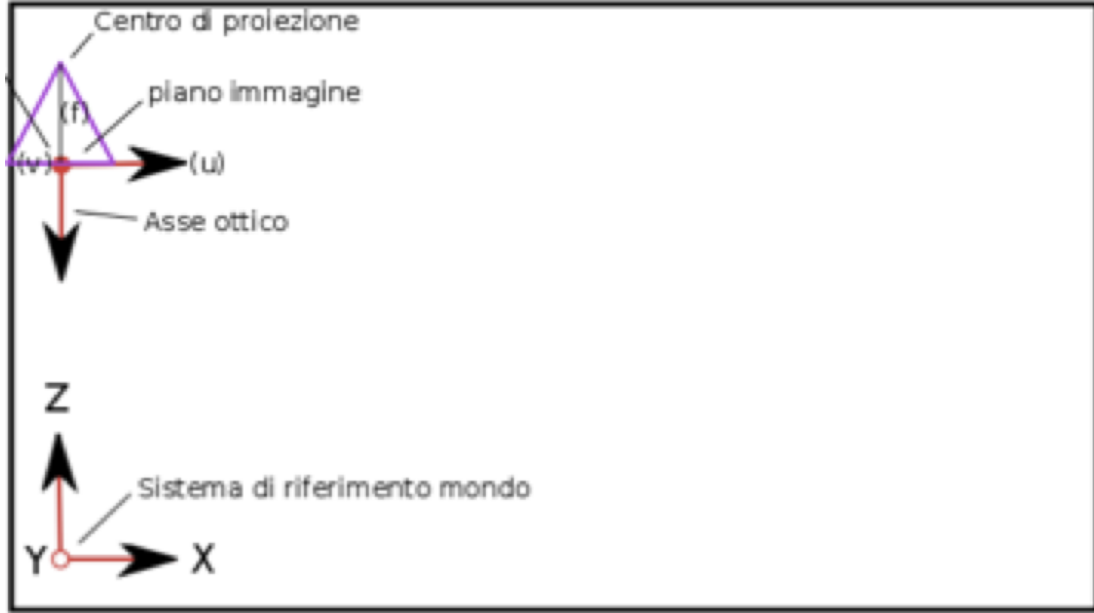 Centro di proiezione
piano immagine
(f)
(v)
(u)
Asse ottico
Z
Sistema di riferimento mondo
Y
X